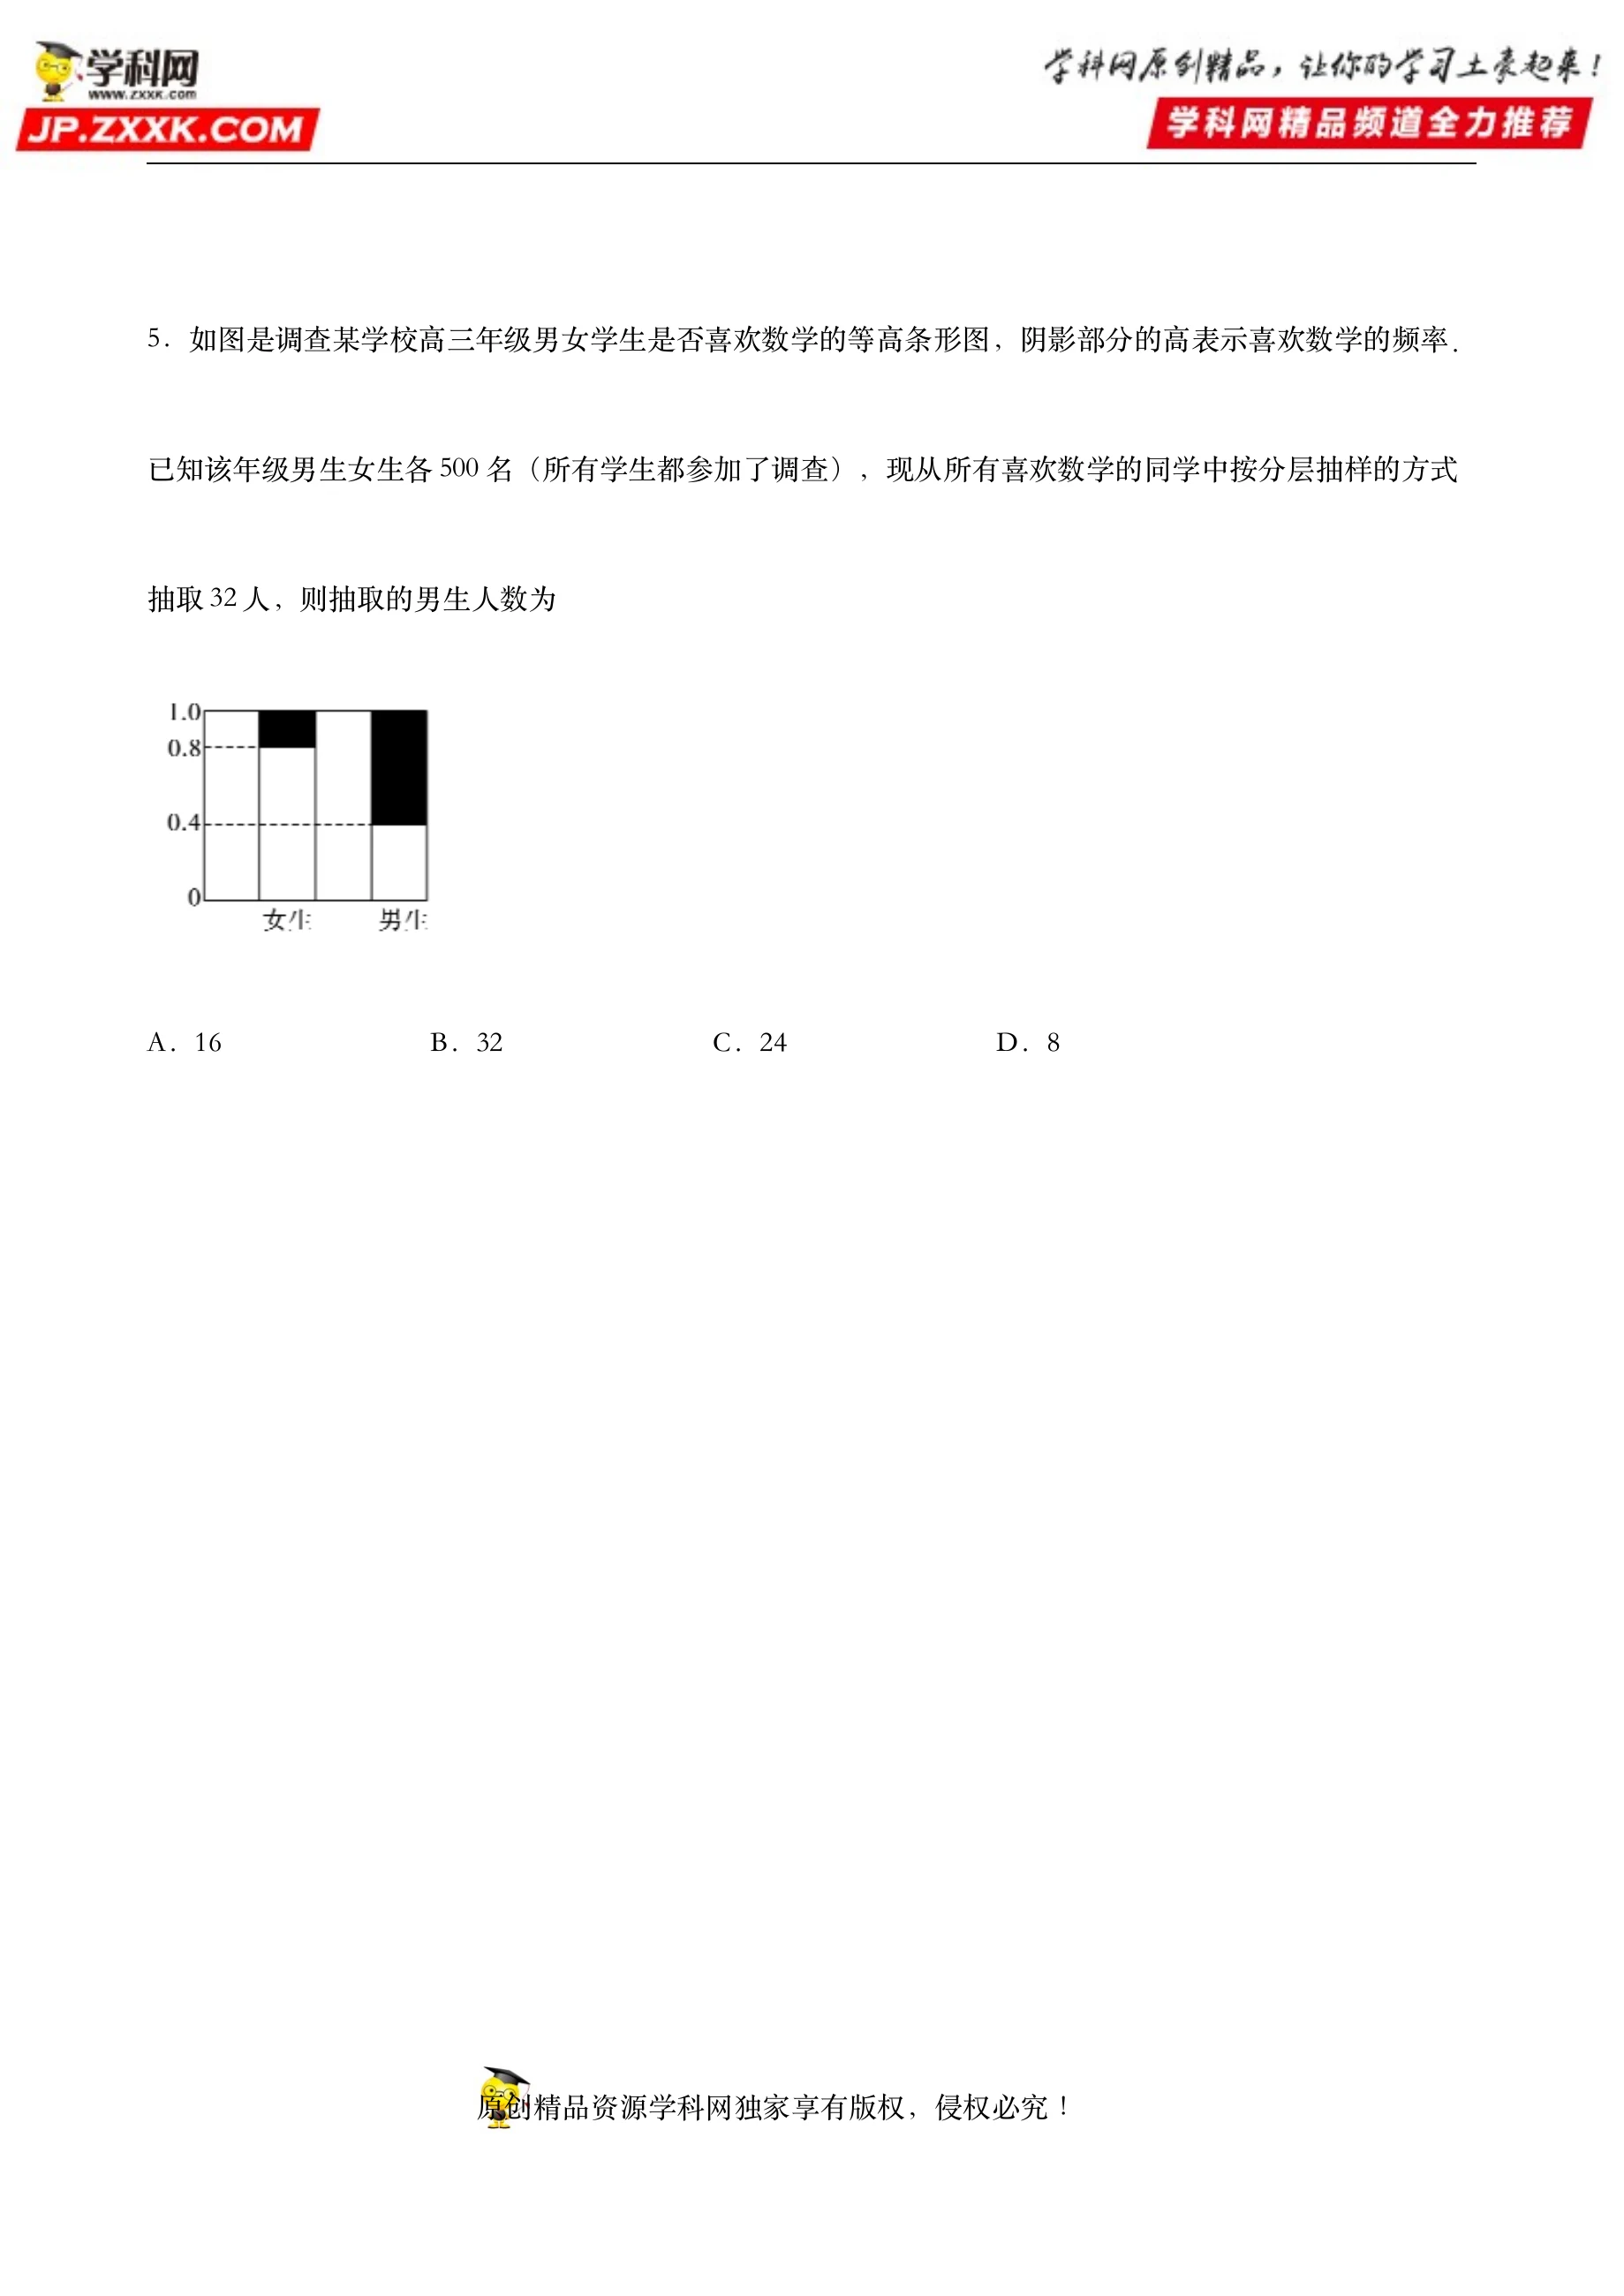 学科网
www.zxxk.com
JP.ZXXK.COM
学科网原创精品，让你的学习土豪起来！
学科网精品频道全力推荐
5．如图是调查某学校高三年级男女学生是否喜欢数学的等高条形图，阴影部分的高表示喜欢数学的频率．
已知该年级男生女生各 500 名（所有学生都参加了调查），现从所有喜欢数学的同学中按分层抽样的方式
抽取 32 人，则抽取的男生人数为
1.0
0.8
0.4
0
女生 男生
A．16 B．32 C．24 D．8
原创精品资源学科网独家享有版权，侵权必究！